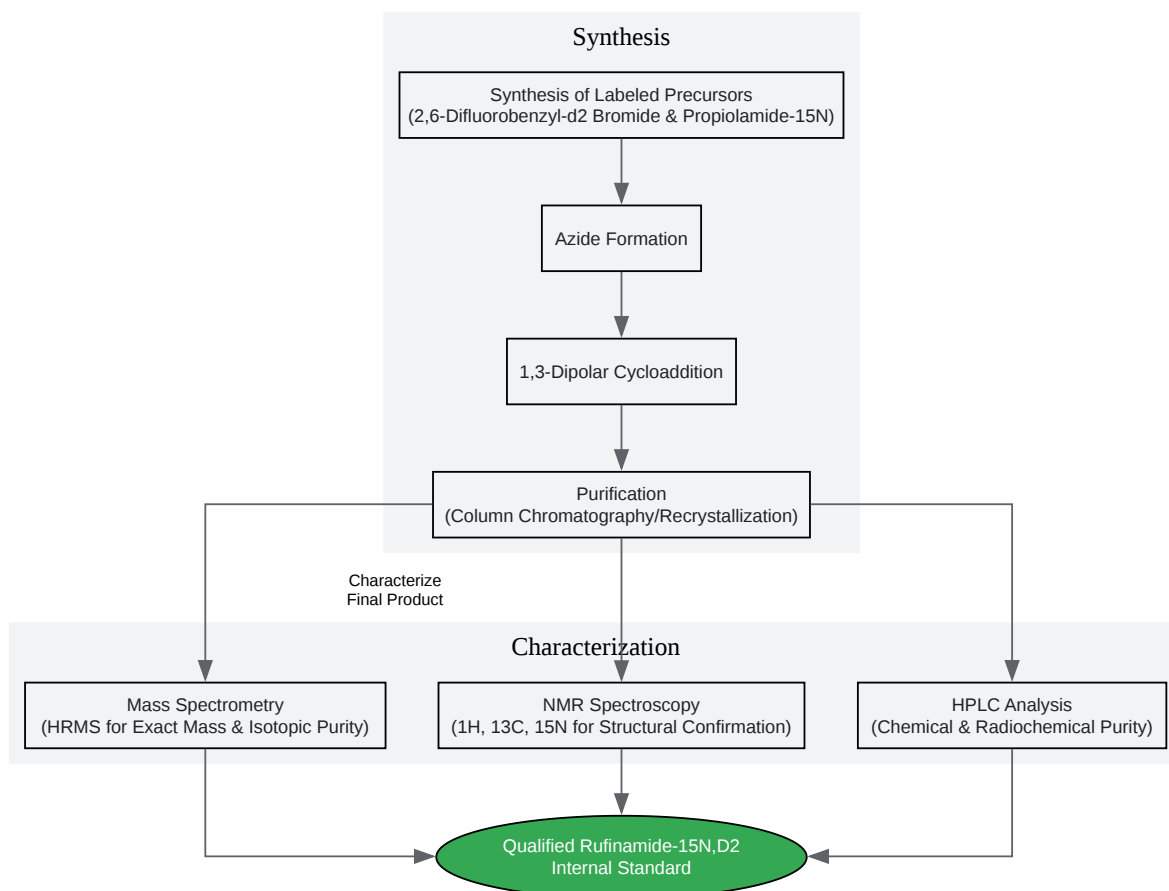 Synthesis
Synthesis of Labeled Precursors
(2,6-Difluorobenzyl-d2 Bromide & Propiolamide-15N)
Azide Formation
1,3-Dipolar Cycloaddition
Purification
(Column Chromatography/Recrystallization)
Characterize
Final Product
Characterization
Mass Spectrometry
(HRMS for Exact Mass & Isotopic Purity)
NMR Spectroscopy
(1H, 13C, 15N for Structural Confirmation)
HPLC Analysis
(Chemical & Radiochemical Purity)
Qualified Rufinamide-15N,D2
Internal Standard